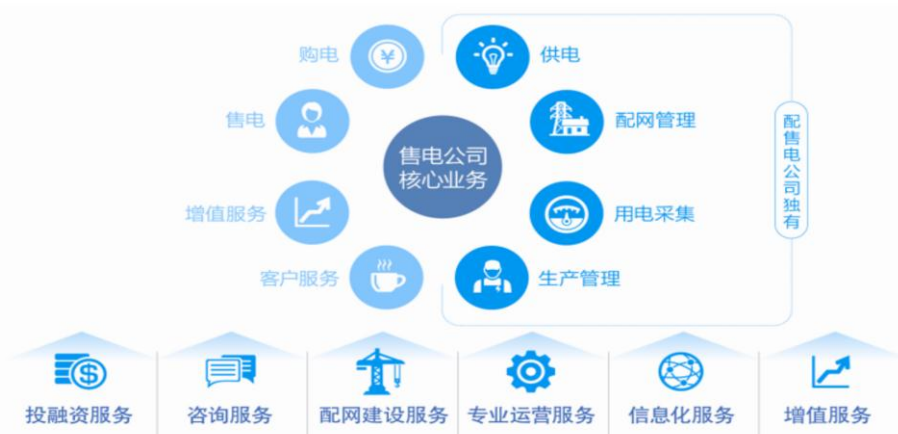 购电
供电
售电
配网管理
售电公司
核心业务
增值服务
用电采集
客户服务
生产管理
配售电公司独有
投融资服务
咨询服务
配网建设服务
专业运营服务
信息化服务
增值服务